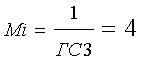 Mi = 1/ГСЗ = 4